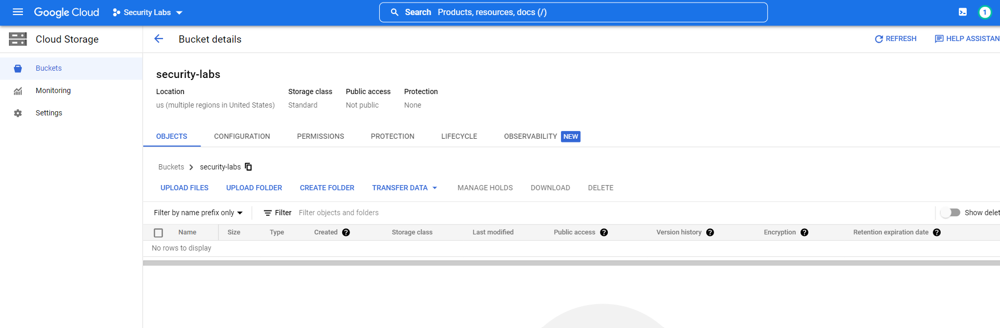 Google Cloud Security Labs Search Products, resources, docs (/) 1
Cloud Storage
Bucket details
REFRESH
HELP ASSISTAN
Buckets
Monitoring
Settings
security-labs
Location Storage class Public access Protection
us (multiple regions in United States) Standard Not public None
OBJECTS CONFIGURATION PERMISSIONS PROTECTION LIFECYCLE OBSERVABILITY NEW
Buckets > security-labs
UPLOAD FILES UPLOAD FOLDER CREATE FOLDER TRANSFER DATA MANAGE HOLDS DOWNLOAD DELETE
Filter by name prefix only Filter Filter objects and folders Show delet
Name Size Type Created ? Storage class Last modified Public access ? Version history ? Encryption ? Retention expiration date ?
No rows to display